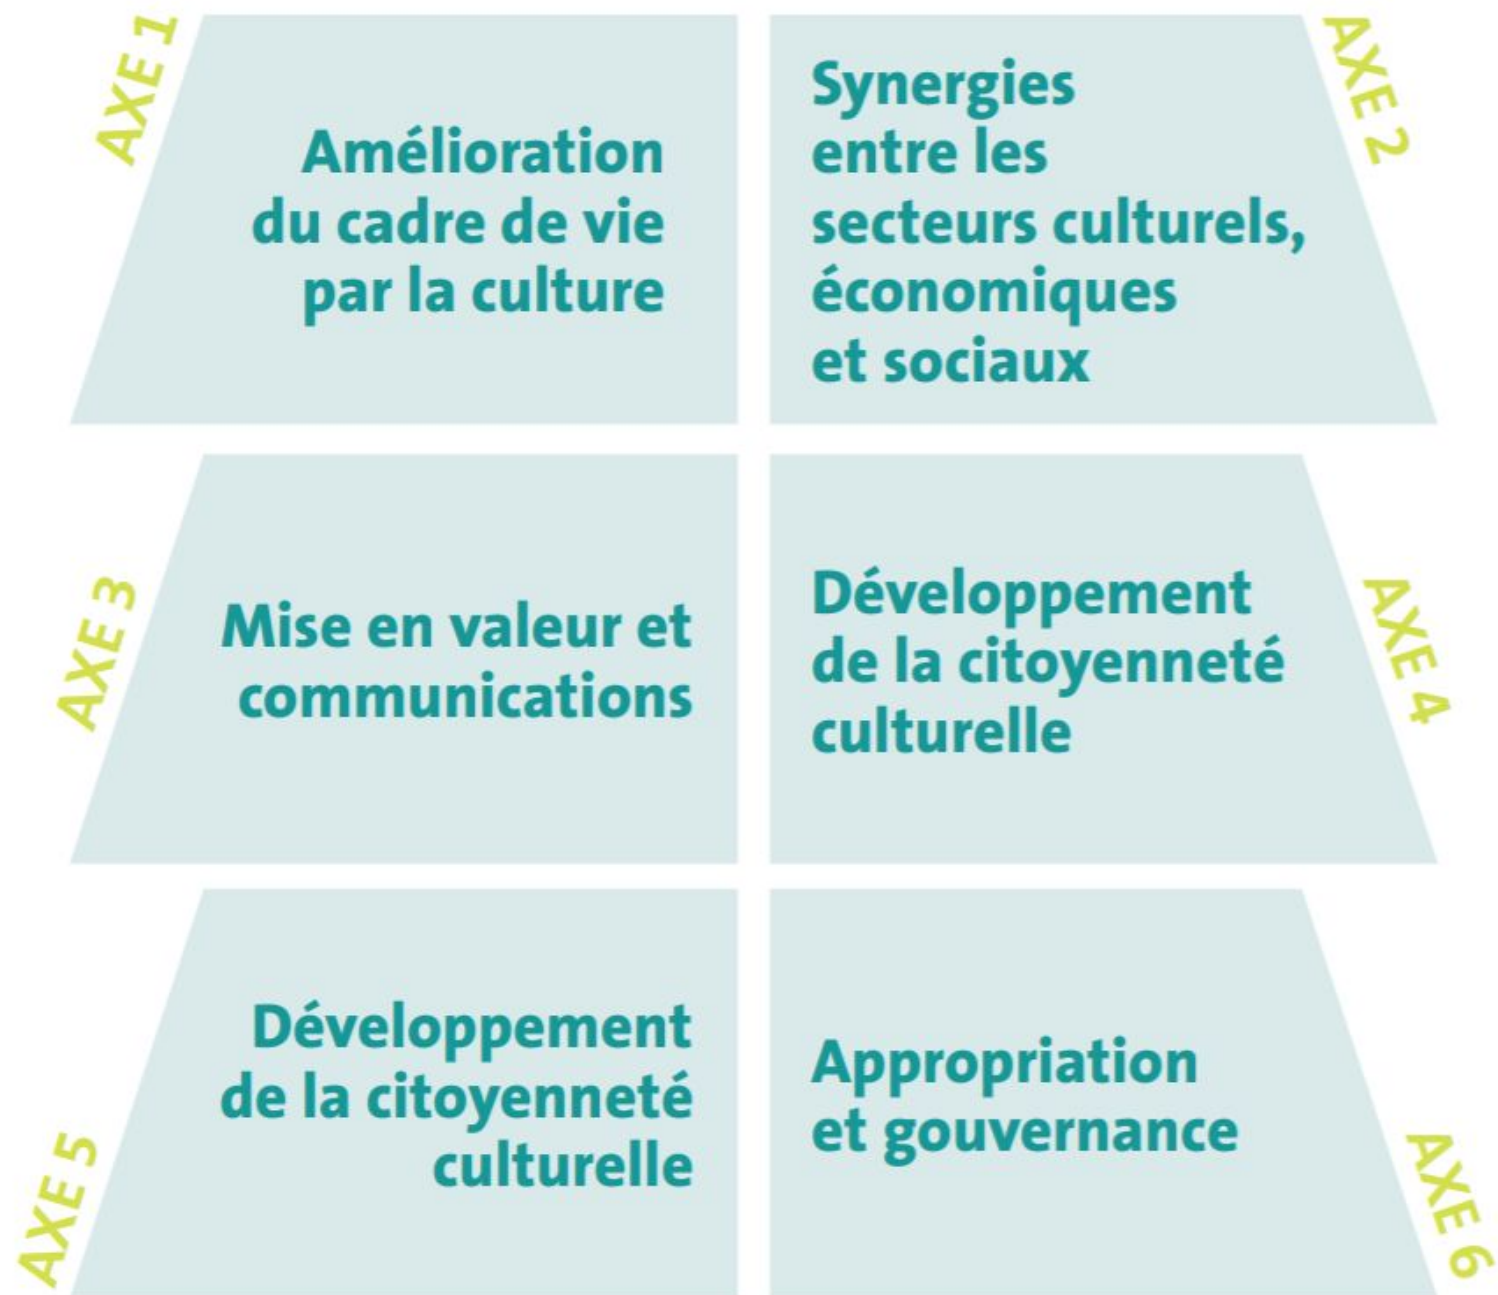 AXE 1
Amélioration
du cadre de vie
par la culture
AXE 2
Synergies
entre les
secteurs culturels,
économiques
et sociaux
AXE 3
Mise en valeur et
communications
AXE 4
Développement
de la citoyenneté
culturelle
AXE 5
Développement
de la citoyenneté
culturelle
AXE 6
Appropriation
et gouvernance